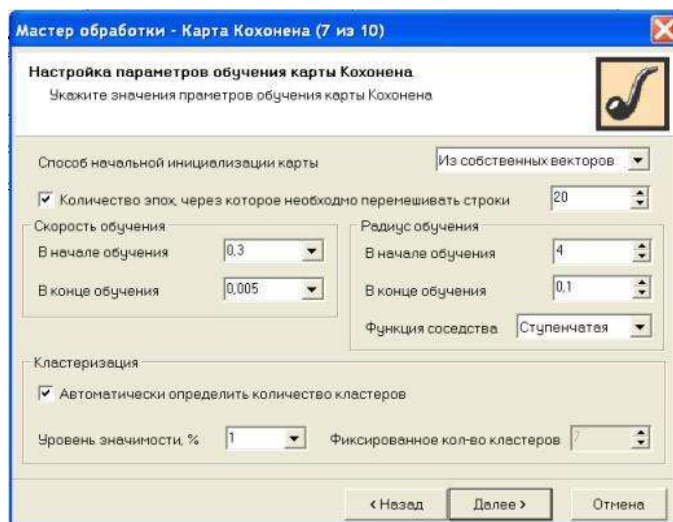 Мастер обработки - Карта Кохонена (7 из 10)
Настройка параметров обучения карты Кохонена
Укажите значения праметров обучения карты Кохонена
Способ начальной инициализации карты Из собственных векторов
Количество эпох, через которое необходмо перемешивать строки 20
Скорость обучения
В начале обучения 0,3
В конце обучения 0,005
Радиус обучения
В начале обучения 4
В конце обучения 0,1
Функция соседства Ступенчатая
Кластеризация
Автоматически определить количество кластеров
Уровень значимости, % 1 Фиксированное кол-во кластеров 7
< Назад Далее > Отмена